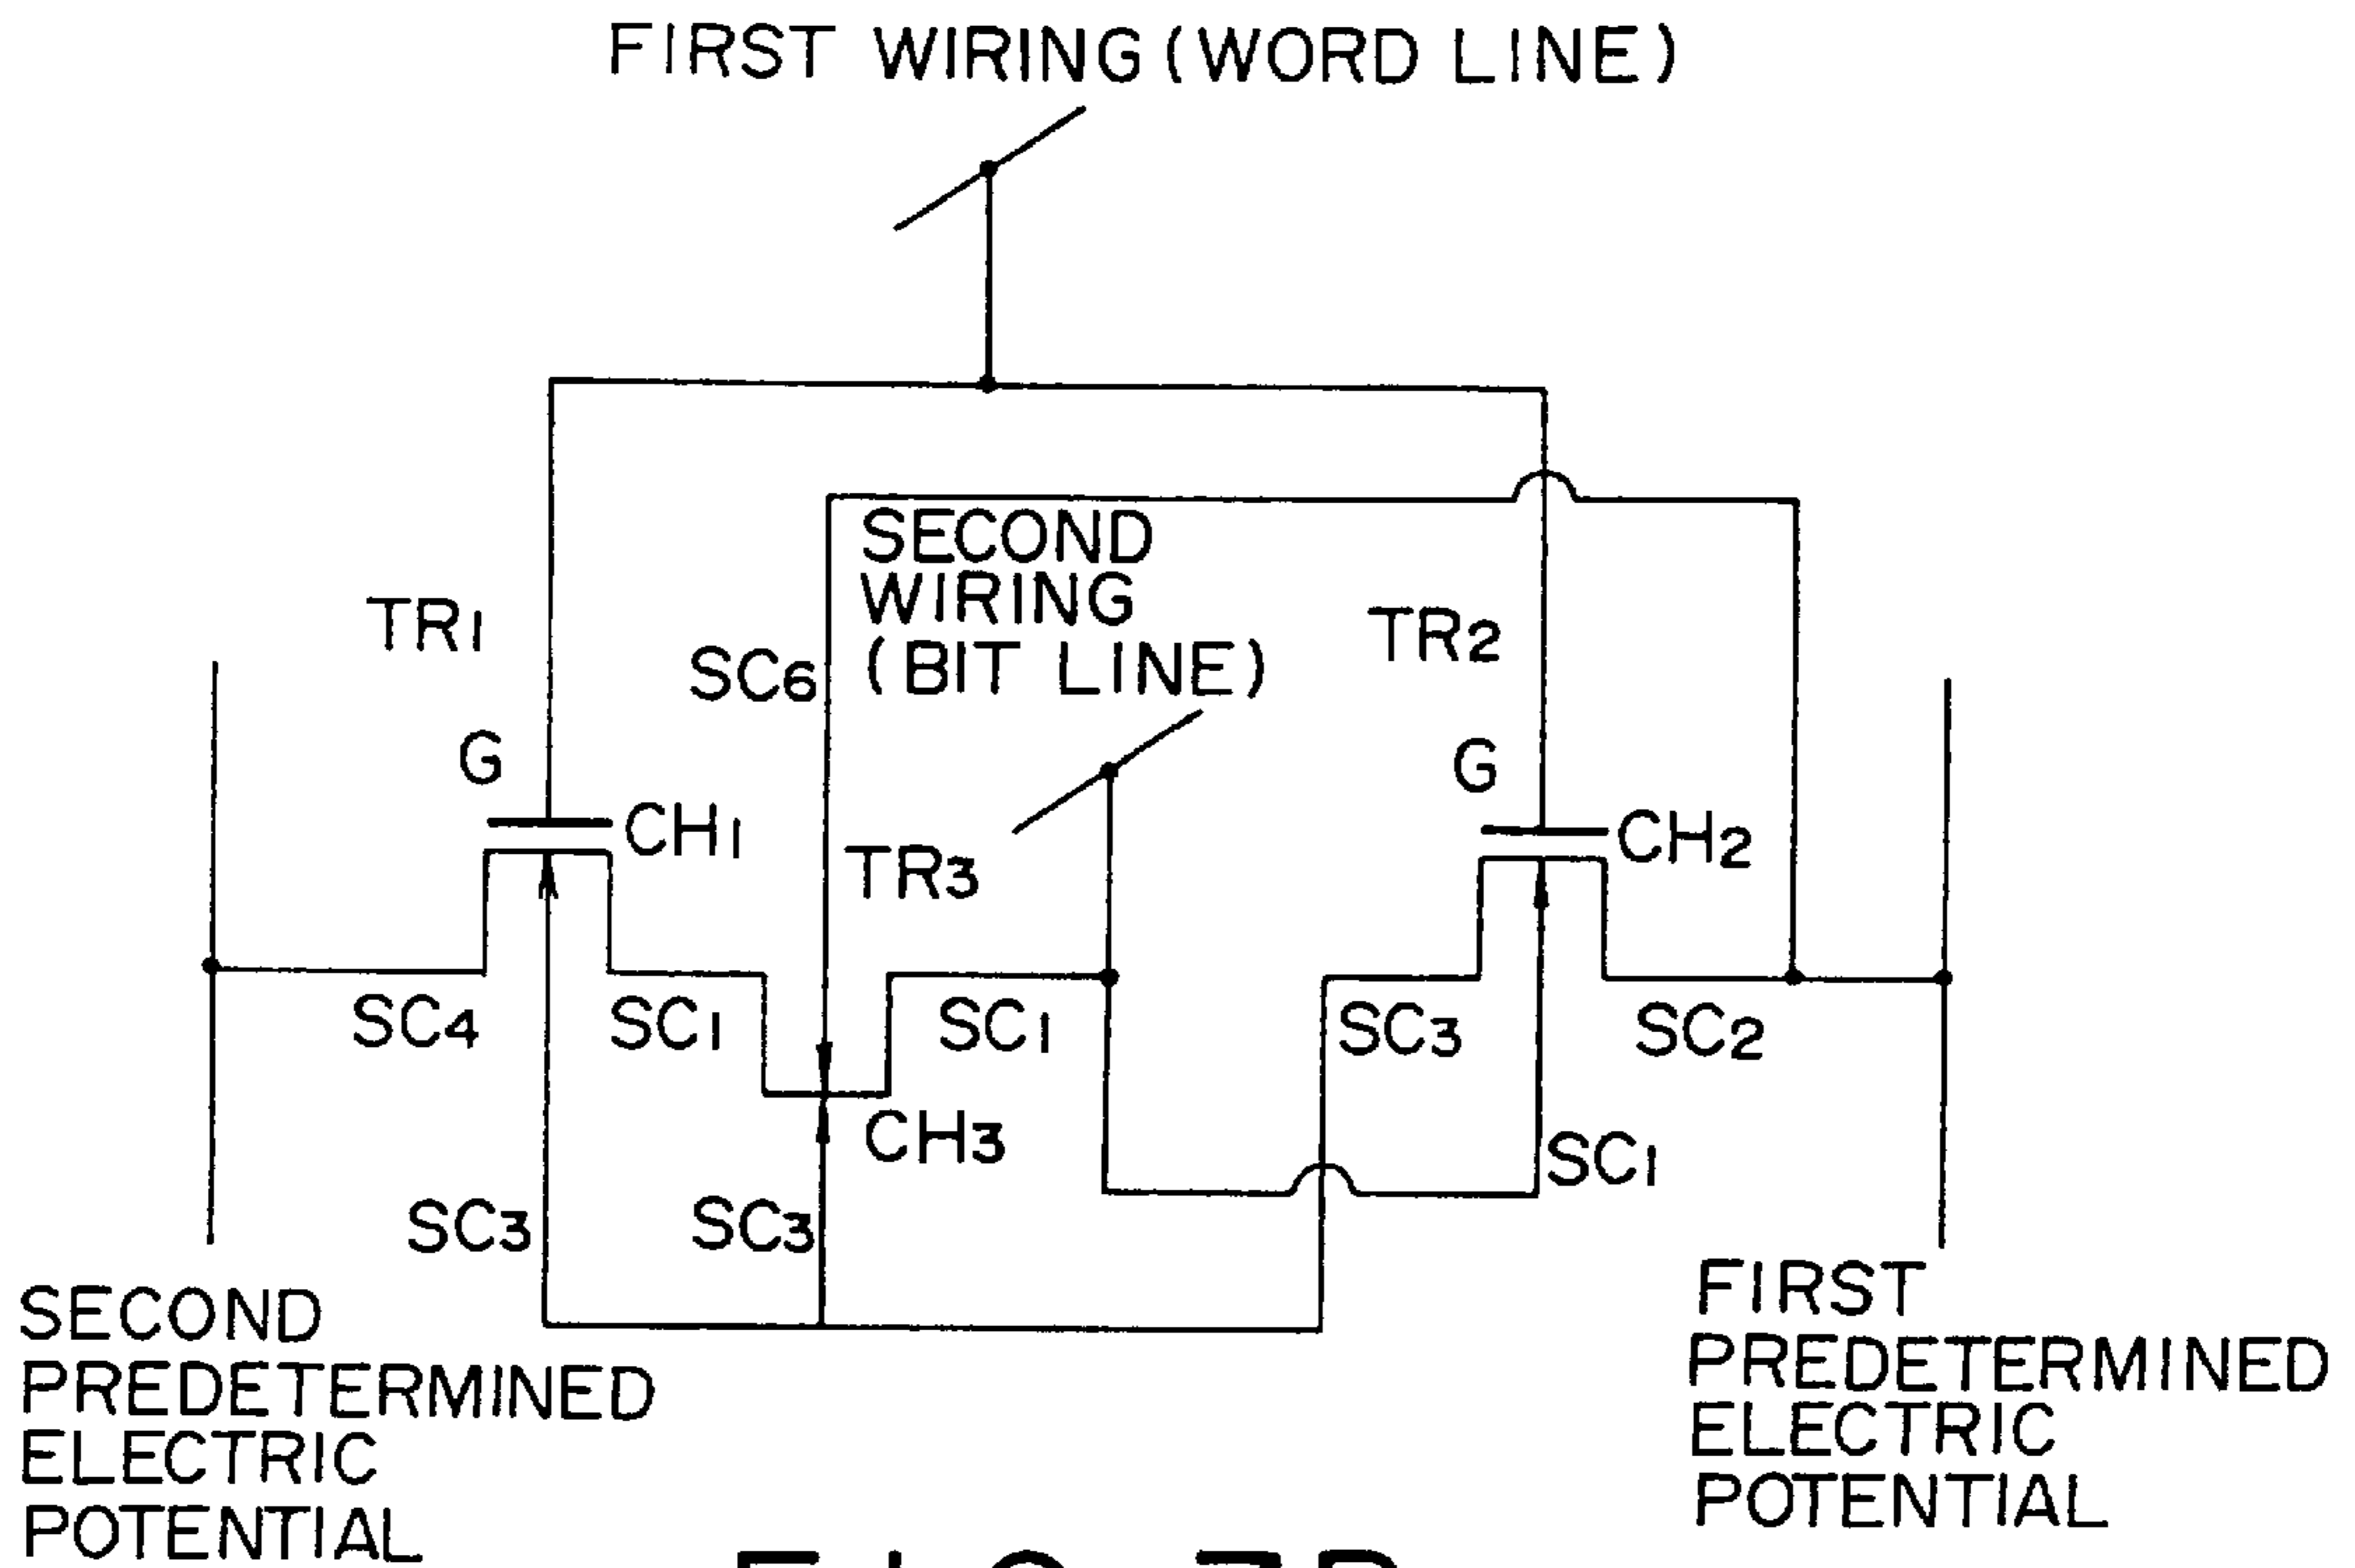 FIRST WIRING (WORD LINE)
SECOND
WIRING
(BIT LINE)
TR1
TR2
SC6
G
G
CH1
CH2
TR3
SC4
SC1
SC1
SC3
SC2
CH3
SC1
SC3
SC3
SECOND
PREDETERMINED
ELECTRIC
POTENTIAL
FIRST
PREDETERMINED
ELECTRIC
POTENTIAL